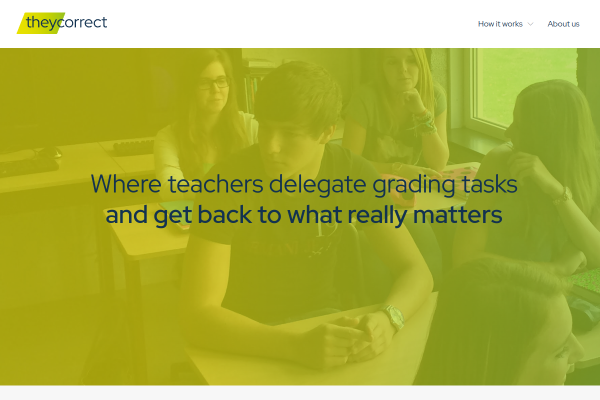 theycorrect
How it works
About us
Where teachers delegate grading tasks
and get back to what really matters